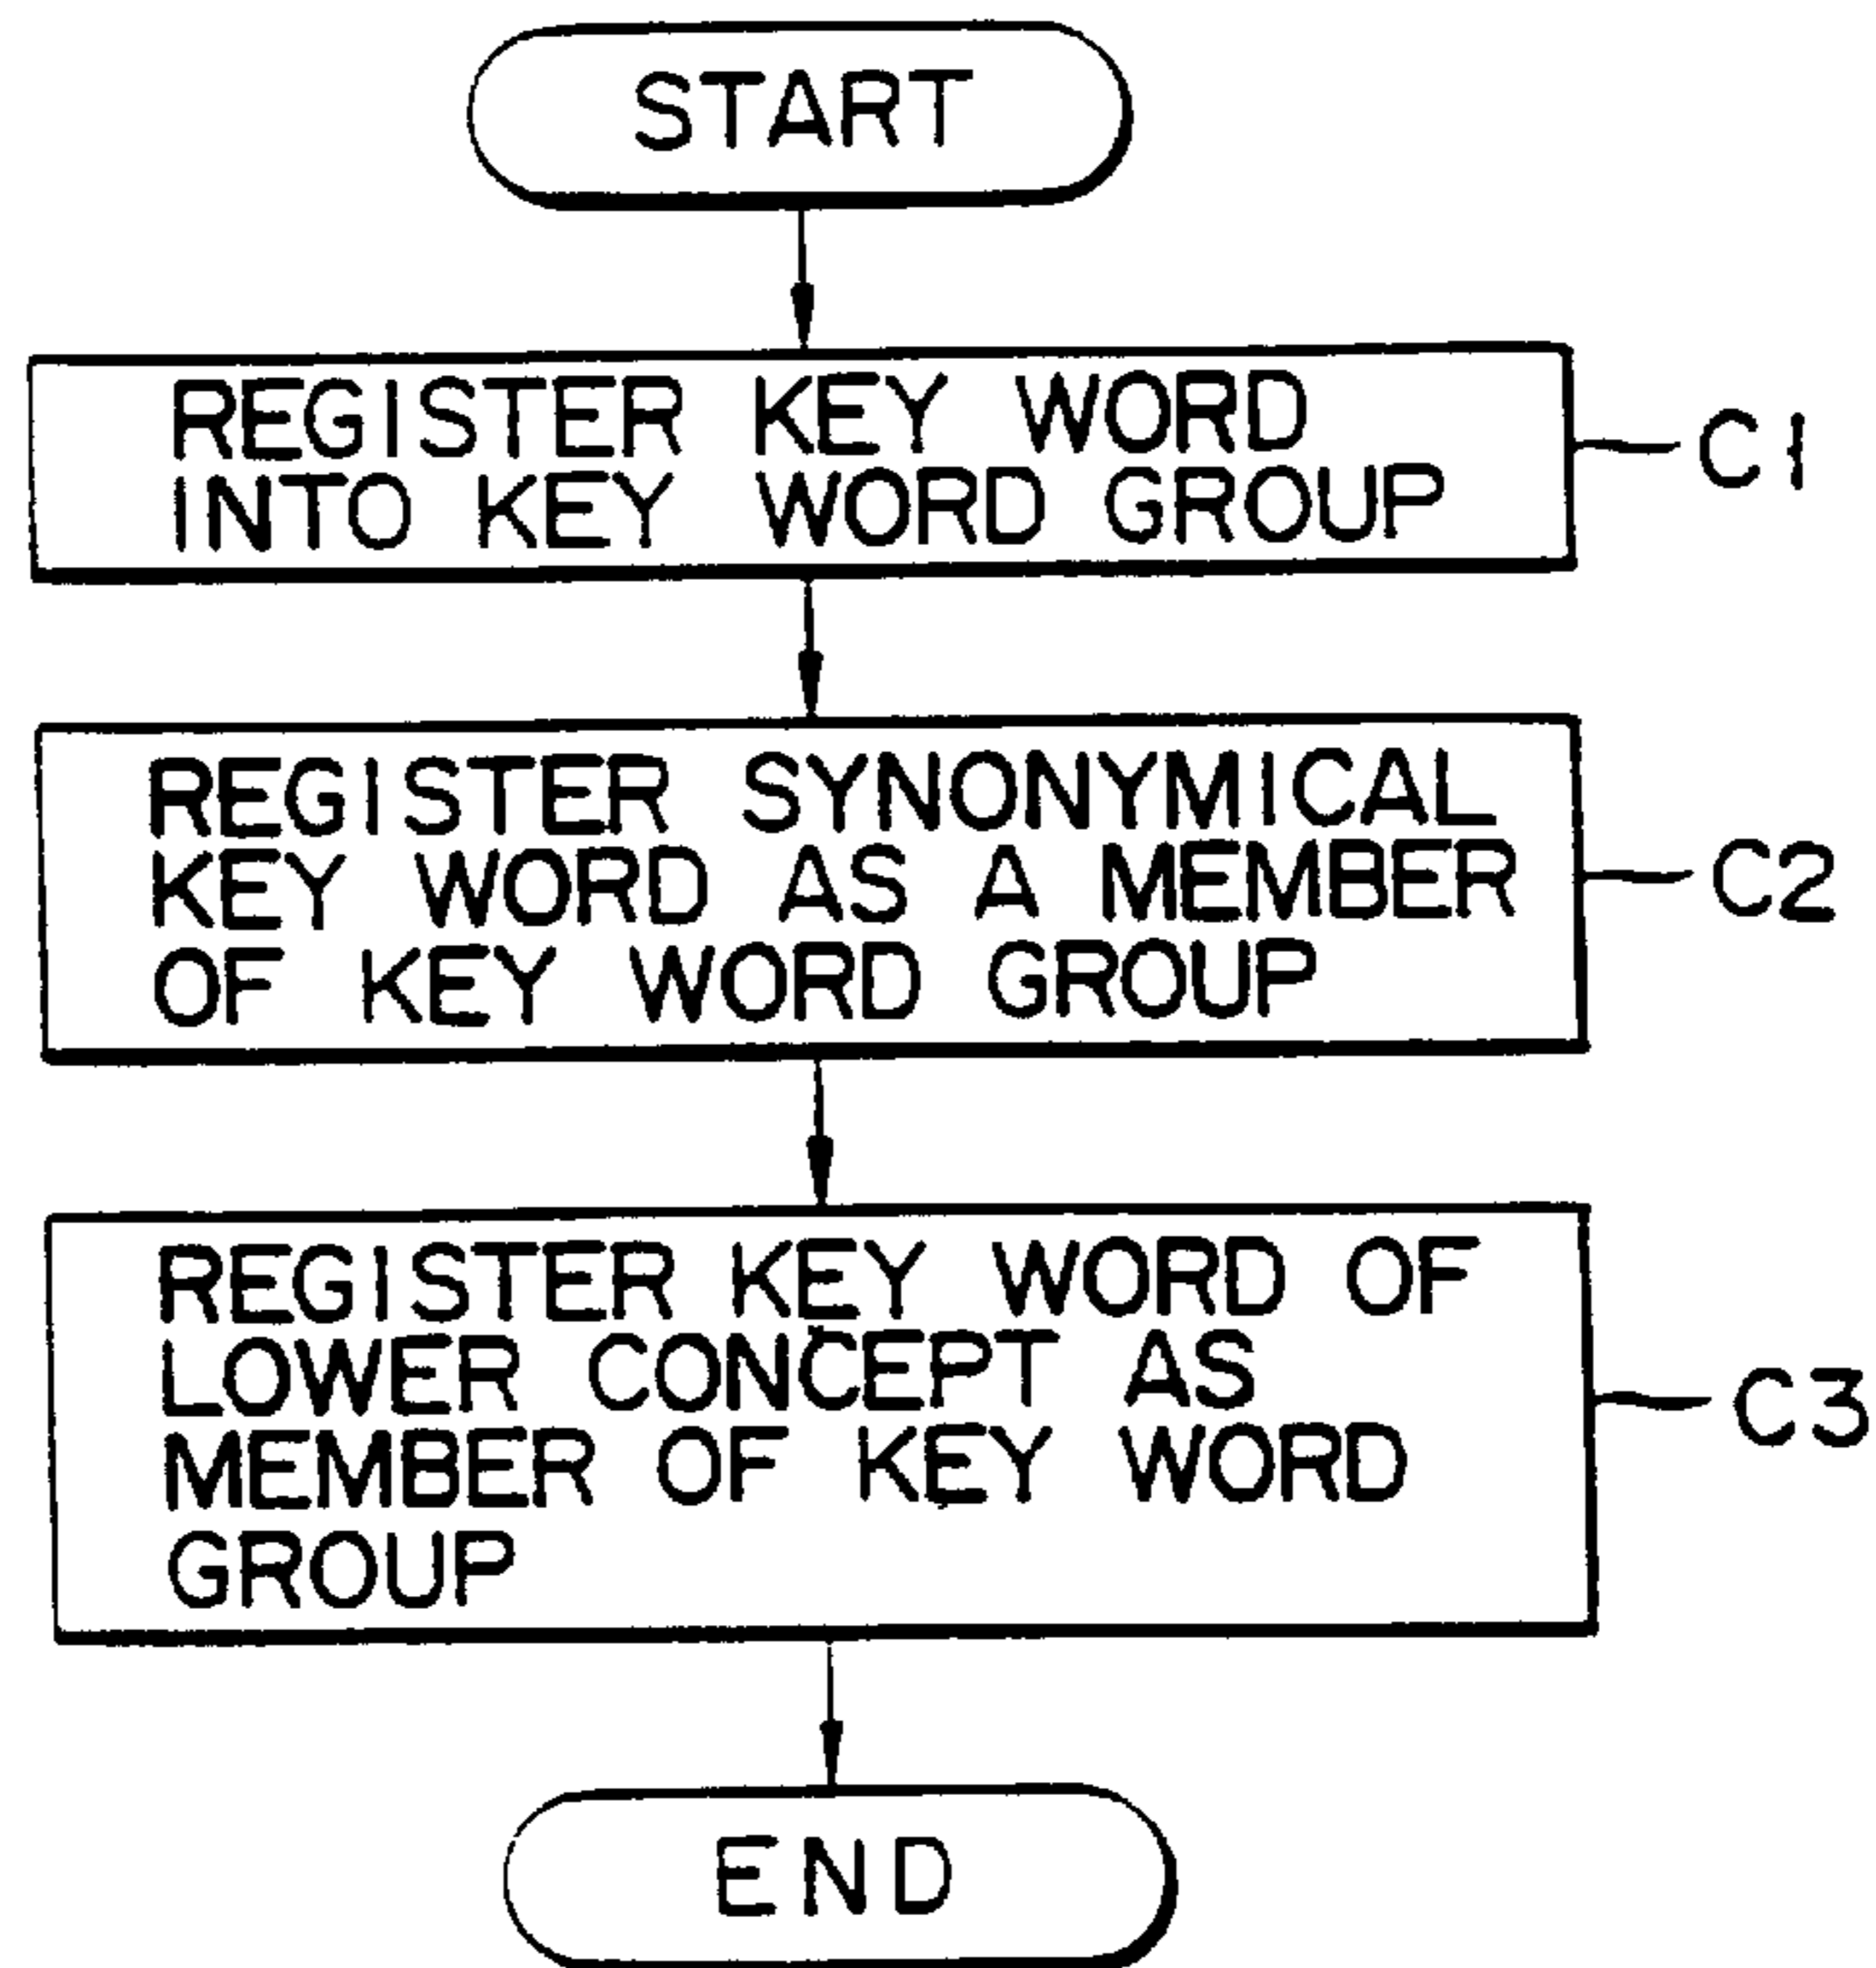 START
REGISTER KEY WORD
INTO KEY WORD GROUP
C1
REGISTER SYNONYMICAL
KEY WORD AS A MEMBER
OF KEY WORD GROUP
C2
REGISTER KEY WORD OF
LOWER CONCEPT AS
MEMBER OF KEY WORD
GROUP
C3
END